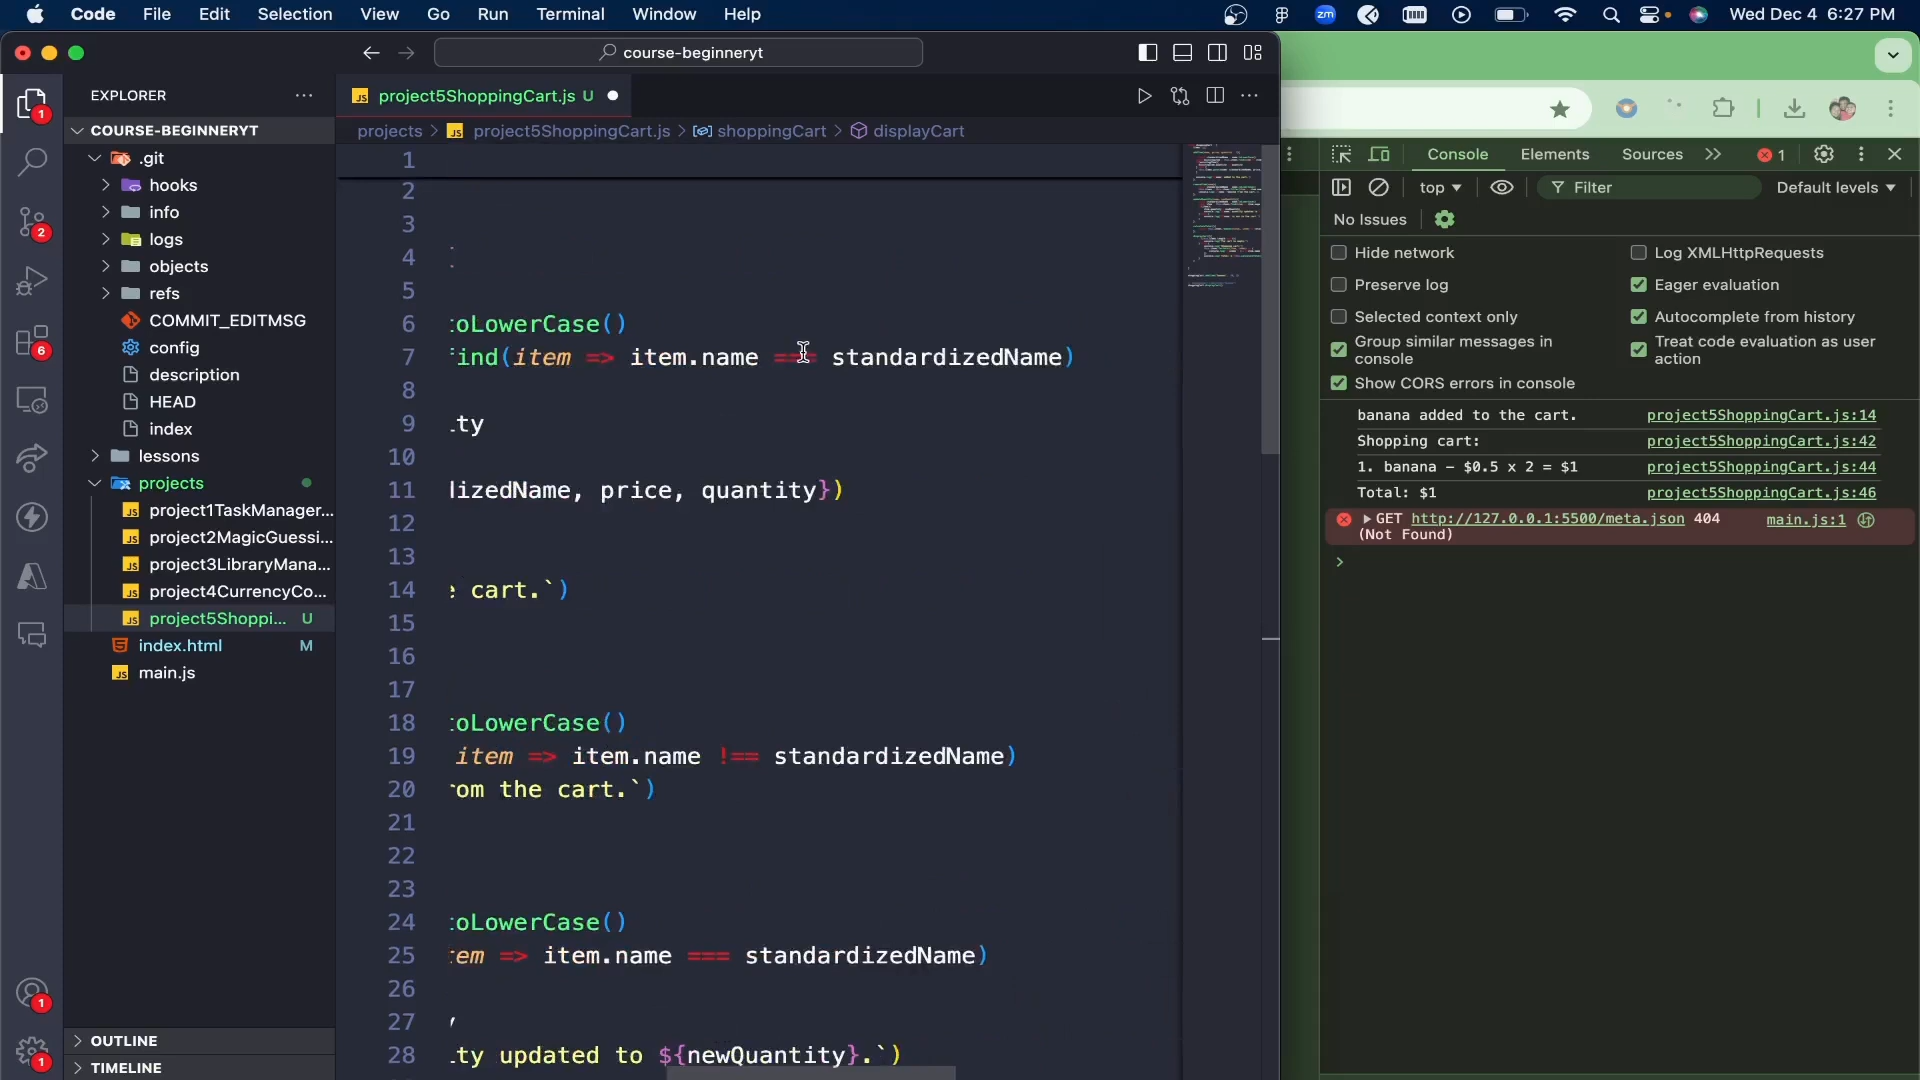 Code File Edit Selection View Go Run Terminal Window Help
zm
Wed Dec 4 6:27 PM
course-beginneryt
EXPLORER
project5ShoppingCart.js U
COURSE-BEGINNERYT
projects > project5ShoppingCart.js > shoppingCart > displayCart
.git
hooks
info
logs
objects
refs
COMMIT_EDITMSG
config
description
HEAD
index
lessons
projects
project1TaskManager...
project2MagicGuessi...
project3LibraryMana...
project4CurrencyCo...
project5Shoppi... U
index.html M
main.js
OUTLINE
TIMELINE
1
2
6
1
1
1
2
3
4
5
6 oLowerCase()
7 ind(item => item.name === standardizedName)
8
9 ty
10
11 lizedName, price, quantity})
12
13
14 cart.`)
15
16
17
18 oLowerCase()
19 item => item.name !== standardizedName)
20 om the cart.`)
21
22
23
24 oLowerCase()
25 em => item.name === standardizedName)
26
27
28 ty updated to ${newQuantity}.`)
Console Elements Sources 1
top Filter Default levels
No Issues
Hide network Log XMLHttpRequests
Preserve log Eager evaluation
Selected context only Autocomplete from history
Group similar messages in console Treat code evaluation as user action
Show CORS errors in console
banana added to the cart. project5ShoppingCart.js:14
Shopping cart: project5ShoppingCart.js:42
1. banana - $0.5 x 2 = $1 project5ShoppingCart.js:44
Total: $1 project5ShoppingCart.js:46
GET http://127.0.0.1:5500/meta.json 404 main.js:1
(Not Found)